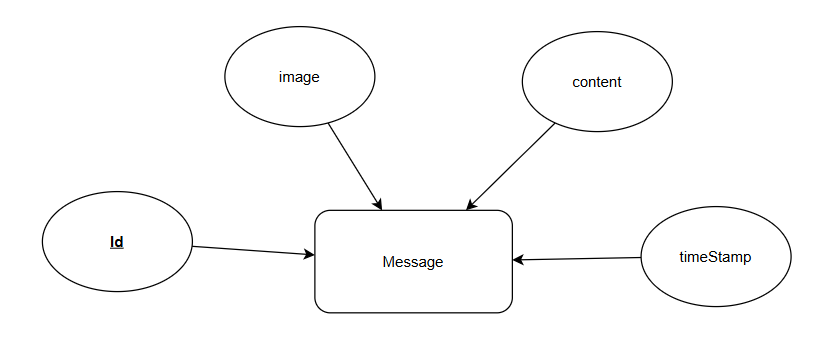 image
content
Id
Message
timeStamp